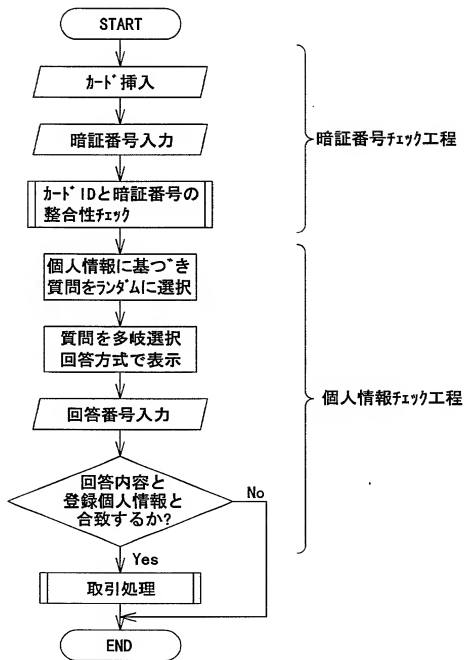 START
ｶｰﾄﾞ挿入
暗証番号入力
暗証番号ﾁｪｯｸ工程
ｶｰﾄﾞIDと暗証番号の
整合性ﾁｪｯｸ
個人情報に基づき
質問をﾗﾝﾀﾞﾑに選択
質問を多岐選択
回答方式で表示
個人情報ﾁｪｯｸ工程
回答番号入力
回答内容と
登録個人情報と
合致するか?
No
Yes
取引処理
END